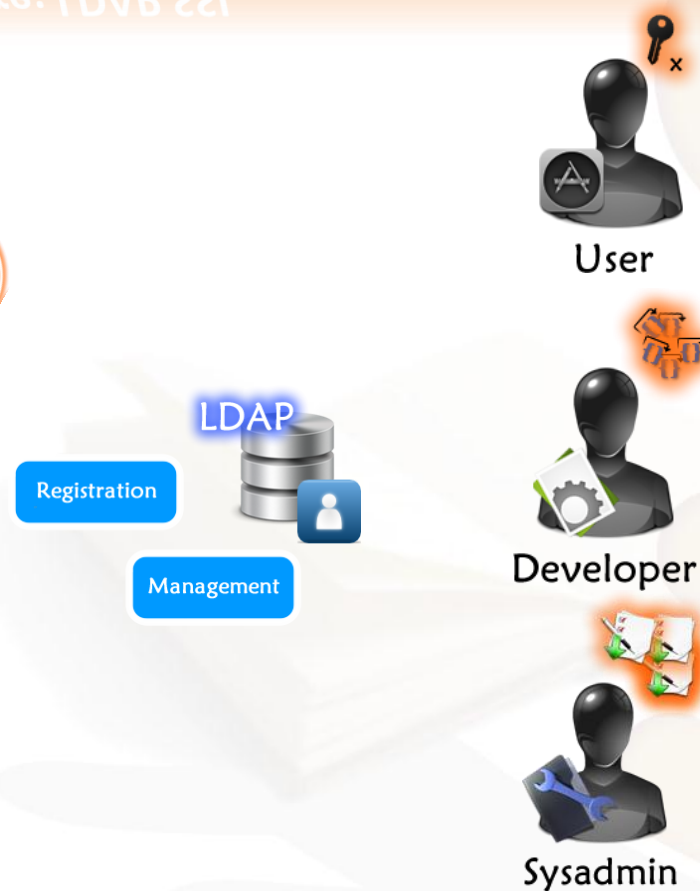 x
User
LDAP
Registration
Management
Developer
Sysadmin